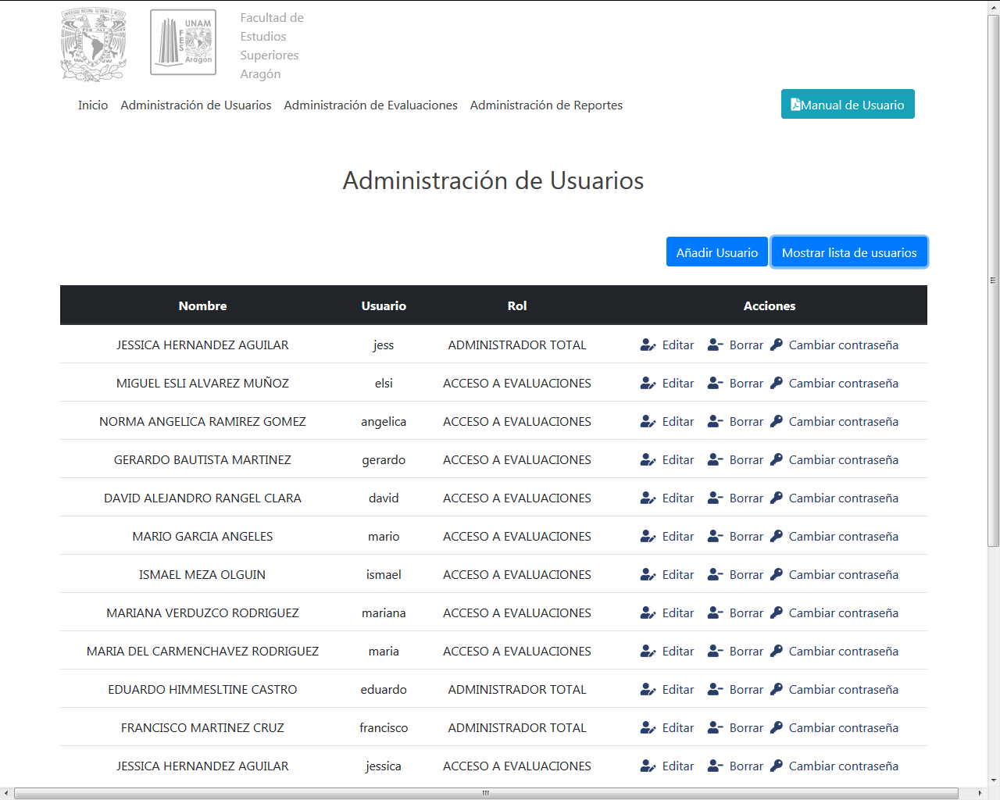 UNAM
FES
Aragón
Facultad de
Estudios
Superiores
Aragón
Inicio Administración de Usuarios Administración de Evaluaciones Administración de Reportes Manual de Usuario
Administración de Usuarios
Añadir Usuario Mostrar lista de usuarios
Nombre Usuario Rol Acciones
JESSICA HERNANDEZ AGUILAR jess ADMINISTRADOR TOTAL Editar Borrar Cambiar contraseña
MIGUEL ESLI ALVAREZ MUÑOZ elsi ACCESO A EVALUACIONES Editar Borrar Cambiar contraseña
NORMA ANGELICA RAMIREZ GOMEZ angelica ACCESO A EVALUACIONES Editar Borrar Cambiar contraseña
GERARDO BAUTISTA MARTINEZ gerardo ACCESO A EVALUACIONES Editar Borrar Cambiar contraseña
DAVID ALEJANDRO RANGEL CLARA david ACCESO A EVALUACIONES Editar Borrar Cambiar contraseña
MARIO GARCIA ANGELES mario ACCESO A EVALUACIONES Editar Borrar Cambiar contraseña
ISMAEL MEZA OLGUIN ismael ACCESO A EVALUACIONES Editar Borrar Cambiar contraseña
MARIANA VERDUZCO RODRIGUEZ mariana ACCESO A EVALUACIONES Editar Borrar Cambiar contraseña
MARIA DEL CARMENCHAVEZ RODRIGUEZ maria ACCESO A EVALUACIONES Editar Borrar Cambiar contraseña
EDUARDO HIMMESLTINE CASTRO eduardo ADMINISTRADOR TOTAL Editar Borrar Cambiar contraseña
FRANCISCO MARTINEZ CRUZ francisco ADMINISTRADOR TOTAL Editar Borrar Cambiar contraseña
JESSICA HERNANDEZ AGUILAR jessica ACCESO A EVALUACIONES Editar Borrar Cambiar contraseña